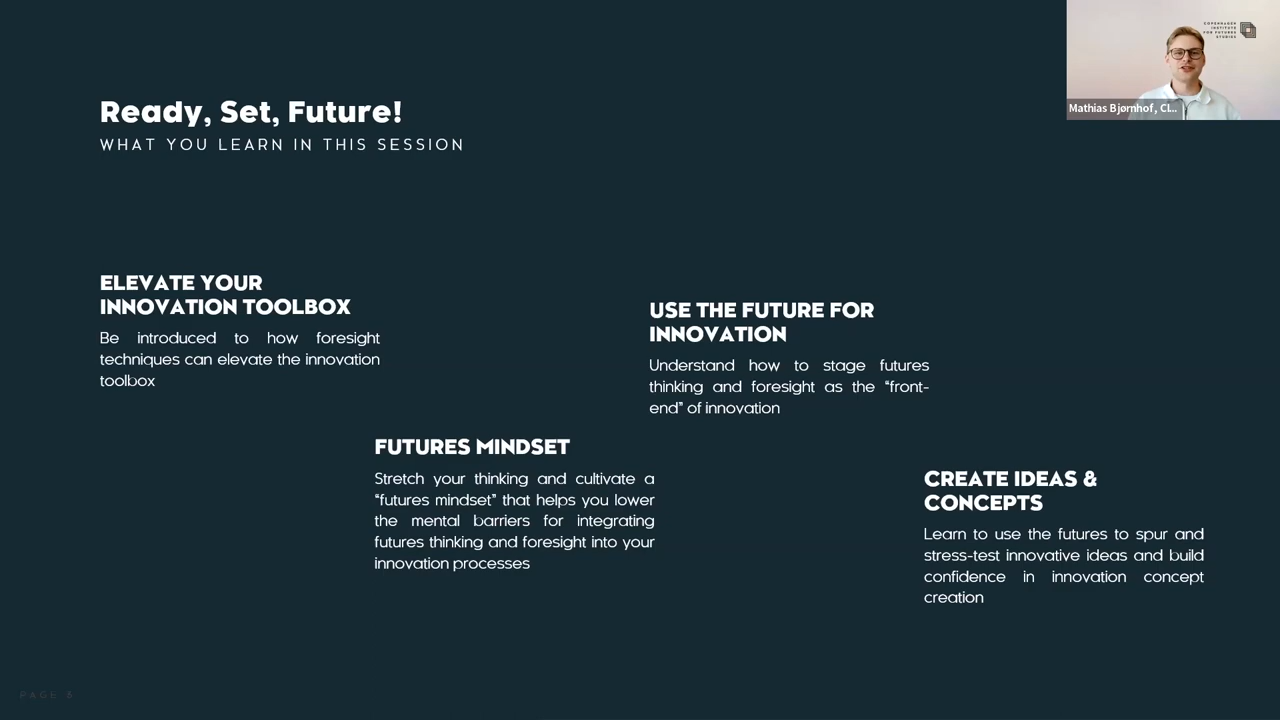 COPENHAGEN
INSTITUTE
FOR FUTURES
STUDIES
Mathias Bjørnhof, CI...
Ready, Set, Future!
WHAT YOU LEARN IN THIS SESSION
ELEVATE YOUR
INNOVATION TOOLBOX
Be introduced to how foresight
techniques can elevate the innovation
toolbox
FUTURES MINDSET
Stretch your thinking and cultivate a
“futures mindset” that helps you lower
the mental barriers for integrating
futures thinking and foresight into your
innovation processes
USE THE FUTURE FOR
INNOVATION
Understand how to stage futures
thinking and foresight as the “front-
end” of innovation
CREATE IDEAS &
CONCEPTS
Learn to use the futures to spur and
stress-test innovative ideas and build
confidence in innovation concept
creation
PAGE